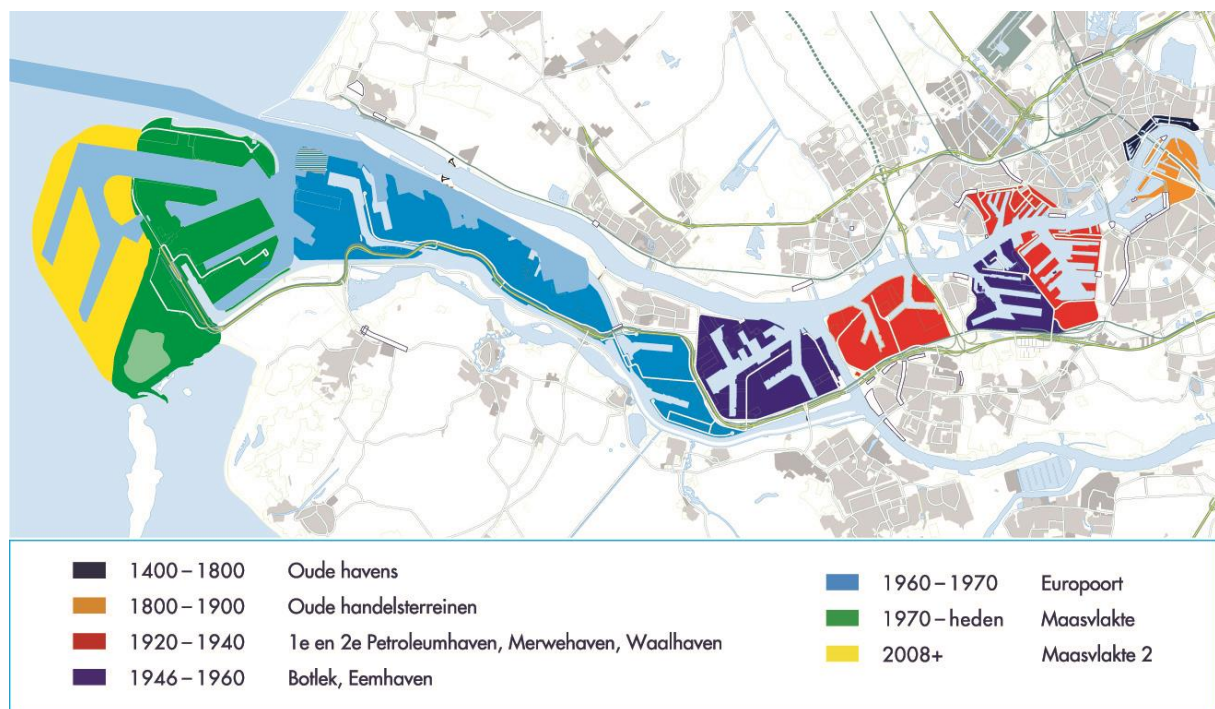 1400 – 1800 Oude havens
1800 – 1900 Oude handelsterreinen
1920 – 1940 1e en 2e Petroleumhaven, Merwehaven, Waalhaven
1946 – 1960 Botlek, Eemhaven
1960 – 1970 Europoort
1970 – heden Maasvlakte
2008+ Maasvlakte 2